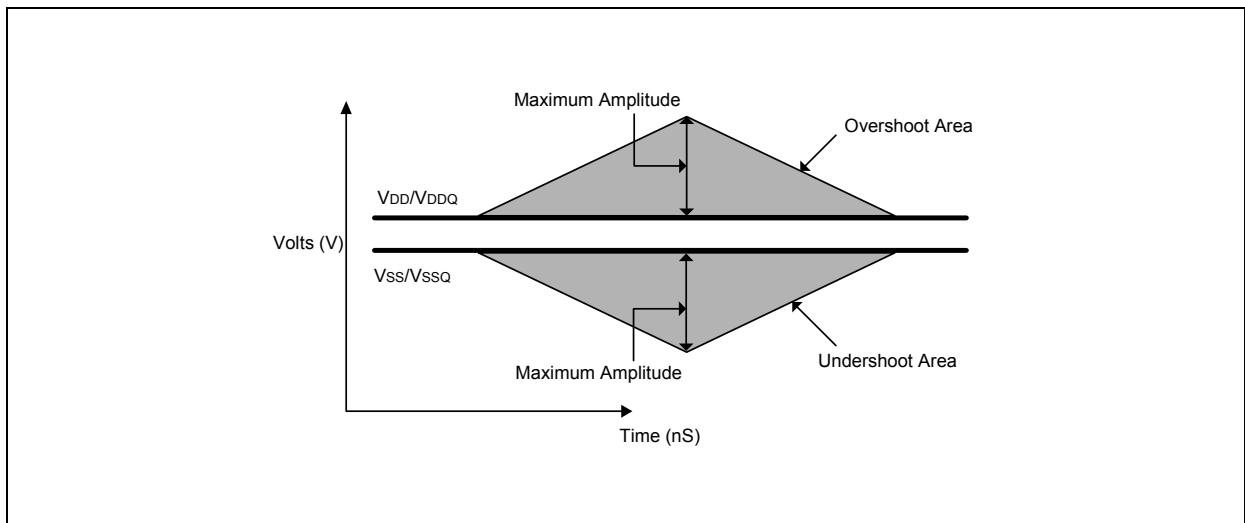 Maximum Amplitude
Overshoot Area
VDD/VDDQ
Volts (V)
VSS/VSSQ
Undershoot Area
Maximum Amplitude
Time (nS)